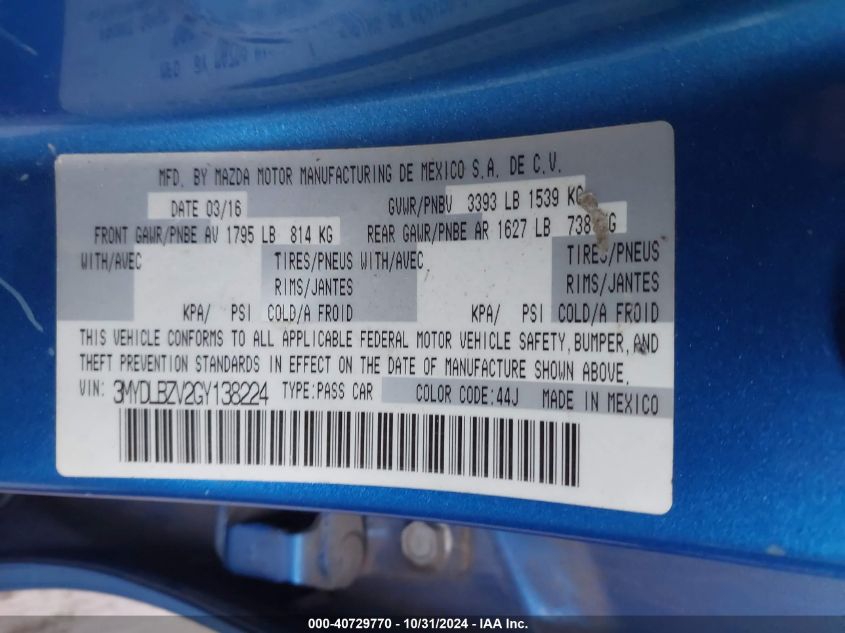 MFD. BY MAZDA MOTOR MANUFACTURING DE MEXICO S.A. DE C.V.
DATE 03/16 GVWR/PNBV 3393 LB 1539 KG
FRONT GAWR/PNBE AV 1795 LB 814 KG REAR GAWR/PNBE AR 1627 LB 738 KG
WITH/AVEC TIRES/PNEUS WITH/AVEC TIRES/PNEUS
RIMS/JANTES RIMS/JANTES
KPA/ PSI COLD/A FROID KPA/ PSI COLD/A FROID
THIS VEHICLE CONFORMS TO ALL APPLICABLE FEDERAL MOTOR VEHICLE SAFETY, BUMPER, AND
THEFT PREVENTION STANDARDS IN EFFECT ON THE DATE OF MANUFACTURE SHOWN ABOVE.
VIN: 3MYDLBZV2GY138224 TYPE: PASS CAR COLOR CODE: 44J MADE IN MEXICO
000-40729770 - 10/31/2024 - IAA Inc.